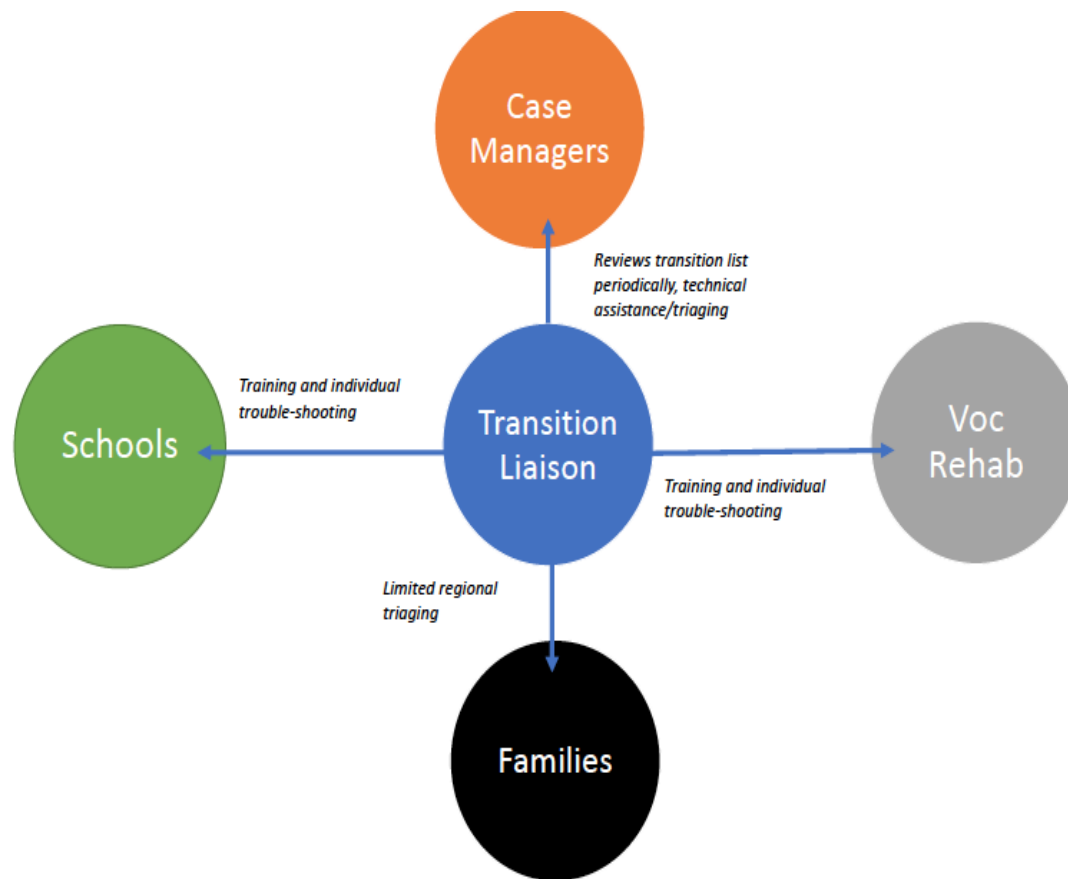 Case
Managers
Reviews transition list
periodically, technical
assistance/triaging
Training and individual
trouble-shooting
Schools
Transition
Liaison
Voc
Rehab
Training and individual
trouble-shooting
Limited regional
triaging
Families